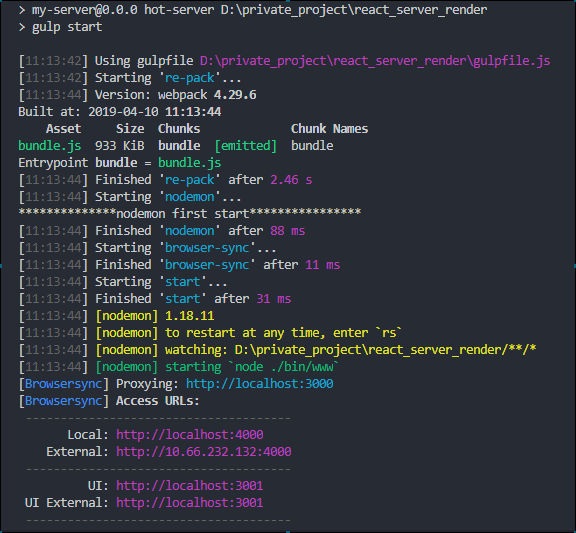 > my-server@0.0.0 hot-server D:\private_project\react_server_render
> gulp start
[11:13:42] Using gulpfile D:\private_project\react_server_render\gulpfile.js
[11:13:42] Starting 're-pack'...
[11:13:44] Version: webpack 4.29.6
Built at: 2019-04-10 11:13:44
Asset Size Chunks Chunk Names
bundle.js 933 KiB bundle [emitted] bundle
Entrypoint bundle = bundle.js
[11:13:44] Finished 're-pack' after 2.46 s
[11:13:44] Starting 'nodemon'...
**************nodemon first start****************
[11:13:44] Finished 'nodemon' after 88 ms
[11:13:44] Starting 'browser-sync'...
[11:13:44] Finished 'browser-sync' after 11 ms
[11:13:44] Starting 'start'...
[11:13:44] Finished 'start' after 31 ms
[11:13:44] [nodemon] 1.18.11
[11:13:44] [nodemon] to restart at any time, enter `rs`
[11:13:44] [nodemon] watching: D:\private_project\react_server_render/**/*
[11:13:44] [nodemon] starting `node ./bin/www`
[Browsersync] Proxying: http://localhost:3000
[Browsersync] Access URLs:
--------------------------------------
Local: http://localhost:4000
External: http://10.66.232.132:4000
--------------------------------------
UI: http://localhost:3001
UI External: http://localhost:3001
--------------------------------------